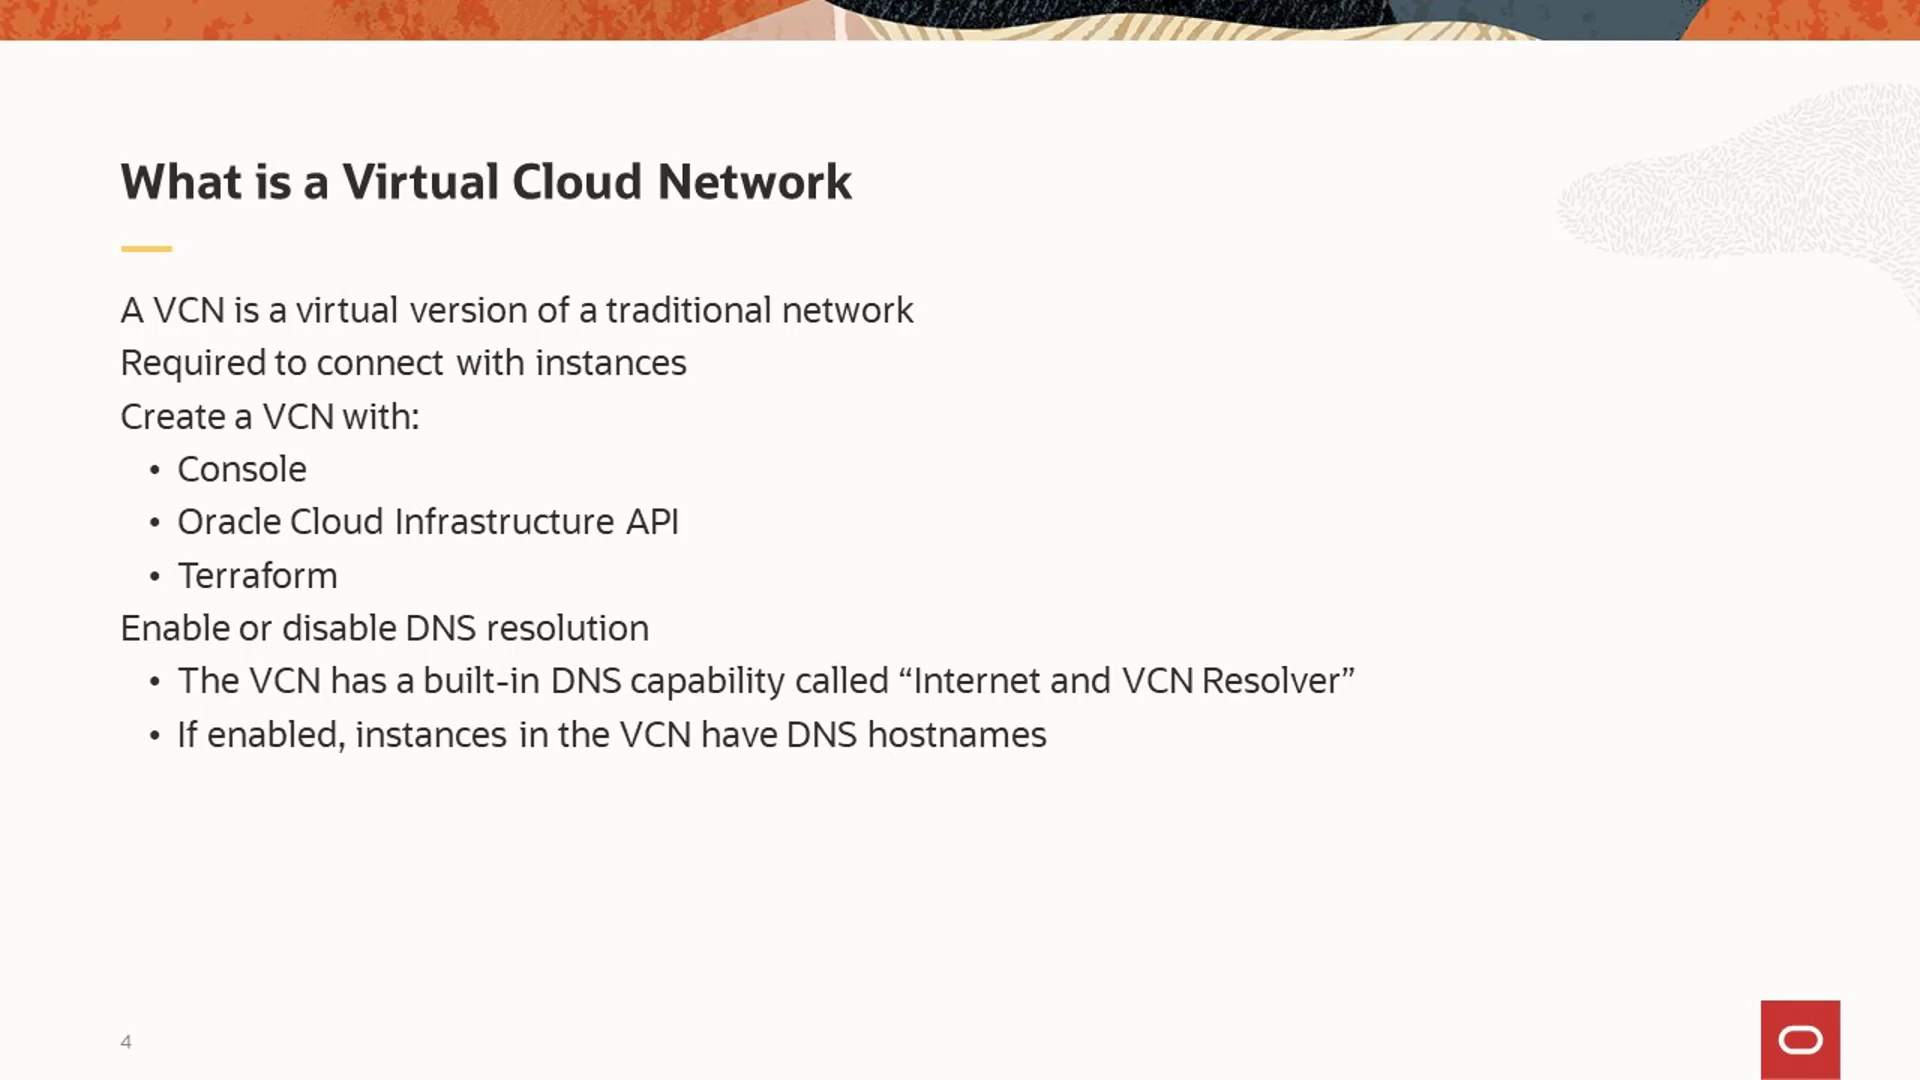 What is a Virtual Cloud Network
A VCN is a virtual version of a traditional network
Required to connect with instances
Create a VCN with:
• Console
• Oracle Cloud Infrastructure API
• Terraform
Enable or disable DNS resolution
• The VCN has a built-in DNS capability called “Internet and VCN Resolver”
• If enabled, instances in the VCN have DNS hostnames
4